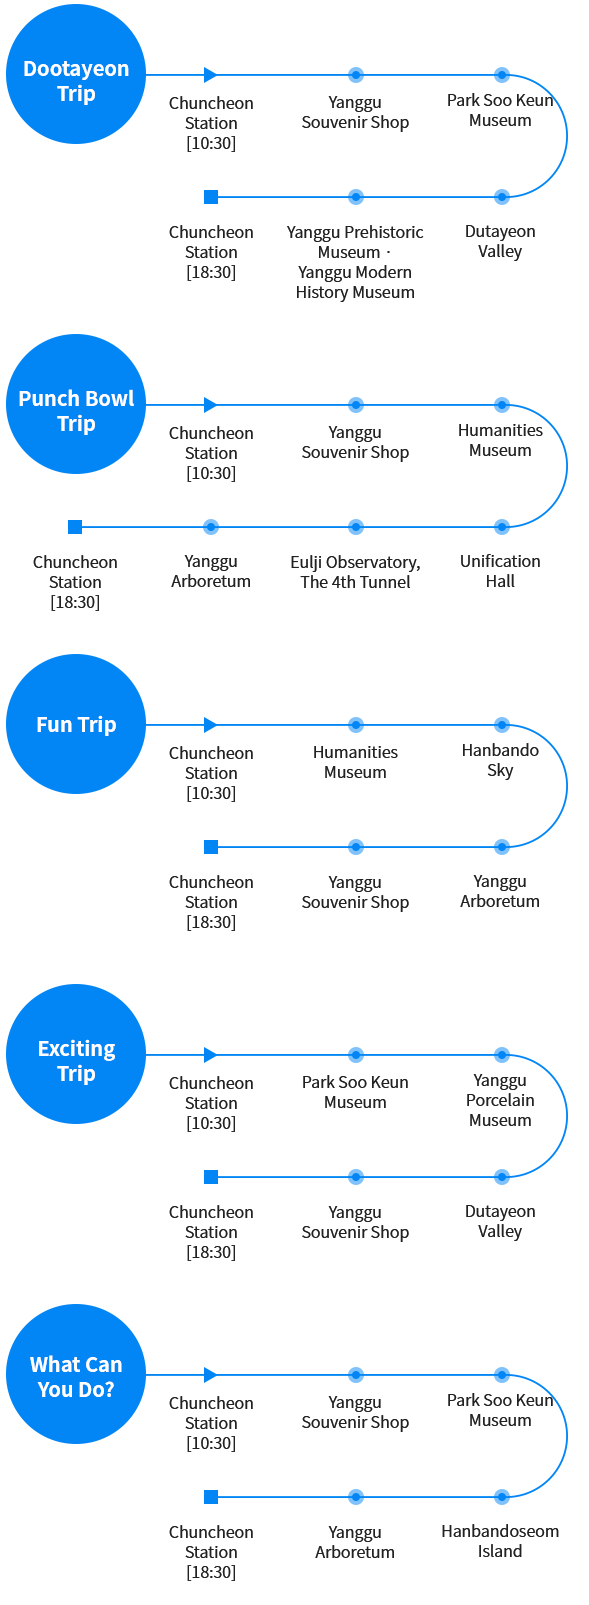 Dootayeon
Trip
Chuncheon
Station
[10:30]
Yanggu
Souvenir Shop
Park Soo Keun
Museum
Chuncheon
Station
[18:30]
Yanggu Prehistoric
Museum ·
Yanggu Modern
History Museum
Dutayeon
Valley
Punch Bowl
Trip
Chuncheon
Station
[10:30]
Yanggu
Souvenir Shop
Humanities
Museum
Chuncheon
Station
[18:30]
Yanggu
Arboretum
Eulji Observatory,
The 4th Tunnel
Unification
Hall
Fun Trip
Chuncheon
Station
[10:30]
Humanities
Museum
Hanbando
Sky
Chuncheon
Station
[18:30]
Yanggu
Souvenir Shop
Yanggu
Arboretum
Exciting
Trip
Chuncheon
Station
[10:30]
Park Soo Keun
Museum
Yanggu
Porcelain
Museum
Chuncheon
Station
[18:30]
Yanggu
Souvenir Shop
Dutayeon
Valley
What Can
You Do?
Chuncheon
Station
[10:30]
Yanggu
Souvenir Shop
Park Soo Keun
Museum
Chuncheon
Station
[18:30]
Yanggu
Arboretum
Hanbandoseom
Island